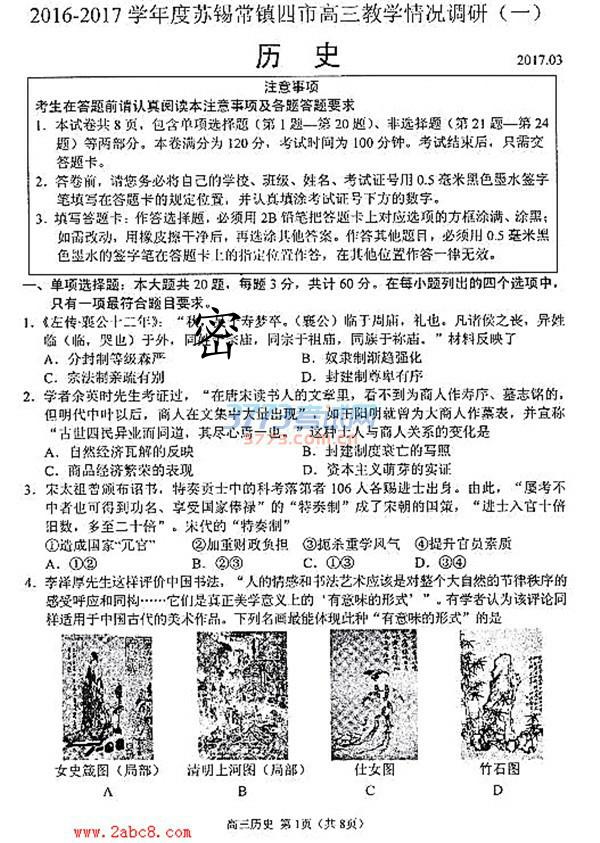 2016-2017 学年度苏锡常镇四市高三教学情况调研（一）
历 史
2017.03
注意事项
考生在答题前请认真阅读本注意事项及各题答题要求
1．本试卷共 8 页，包含单项选择题（第 1 题—第 20 题）、非选择题（第 21 题—第 24
题）等两部分。本卷满分为 120 分，考试时间为 100 分钟。考试结束后，只需交
答题卡。
2．答卷前，请您务必将自己的学校、班级、姓名、考试证号用 0.5 毫米黑色墨水签字
笔填写在答题卡的规定位置，并认真填涂考试证号下方的数字。
3．填写答题卡：作答选择题，必须用 2B 铅笔把答题卡上对应选项的方框涂满、涂黑；
如需改动，用橡皮擦干净后，再选涂其他答案。作答其他题目，必须用 0.5 毫米黑
色墨水的签字笔在答题卡上的指定位置作答，在其他位置作答一律无效。
一、单项选择题：本大题共 20 题，每题 3 分，共计 60 分。在每小题列出的四个选项中，
只有一项最符合题目要求。
密
1．《左传·襄公十二年》：“秋，子寿梦卒。（襄公）临于周庙，礼也。凡诸侯之丧，异姓
临（临，哭也）于外，同姓于宗庙，同宗于祖庙，同族于祢庙。”材料反映了
A．分封制等级森严 B．奴隶制渐趋强化
C．宗法制亲疏有别 D．封建制尊卑有序
2．学者余英时先生考证过，“在唐宋读书人的文章里，看不到为商人作寿序、墓志铭的，
但明代中叶以后，商人在文集中大量出现”，如王阳明就曾为大商人作墓表，并宣称
“古世四民异业而同道，其尽心焉一也。”这种士人与商人关系的变化是
3773考试网
3773.com.cn
A．自然经济瓦解的反映 B．封建制度衰亡的写照
C．商品经济繁荣的表现 D．资本主义萌芽的实证
3．宋太祖曾颁布诏书，特奏贡士中的科考落第者 106 人各赐进士出身。由此，“屡考不
中者也可得到功名、享受国家俸禄”的“特奏制”成了宋朝的国策，“进士入官十倍
旧数，多至二十倍”。宋代的“特奏制”
①造成国家“冗官” ②加重财政负担 ③扼杀重学风气 ④提升官员素质
A．①② B．②③ C．①③ D．③④
4．李泽厚先生这样评价中国书法，“人的情感和书法艺术应该是对整个大自然的节律秩序的
感受呼应和同构……它们是真正美学意义上的‘有意味的形式’”。有学者认为该评论同
样适用于中国古代的美术作品。下列名画最能体现此种“有意味的形式”的是
女史箴图（局部） 清明上河图（局部） 仕女图 竹石图
A B C D
高三历史 第 1 页（共 8 页）
www.2abc8.com